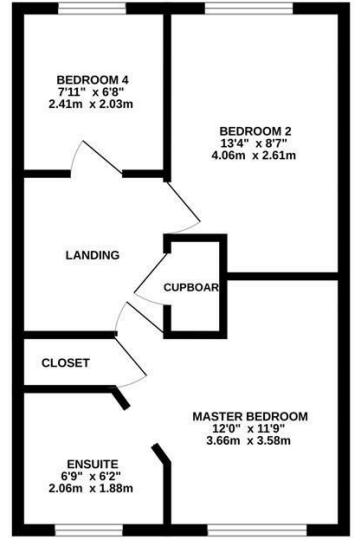 BEDROOM 4
7'11" x 6'8"
2.41m x 2.03m
BEDROOM 2
13'4" x 8'7"
4.06m x 2.61m
LANDING
CUPBOAR
CLOSET
MASTER BEDROOM
12'0" x 11'9"
3.66m x 3.58m
ENSUITE
6'9" x 6'2"
2.06m x 1.88m